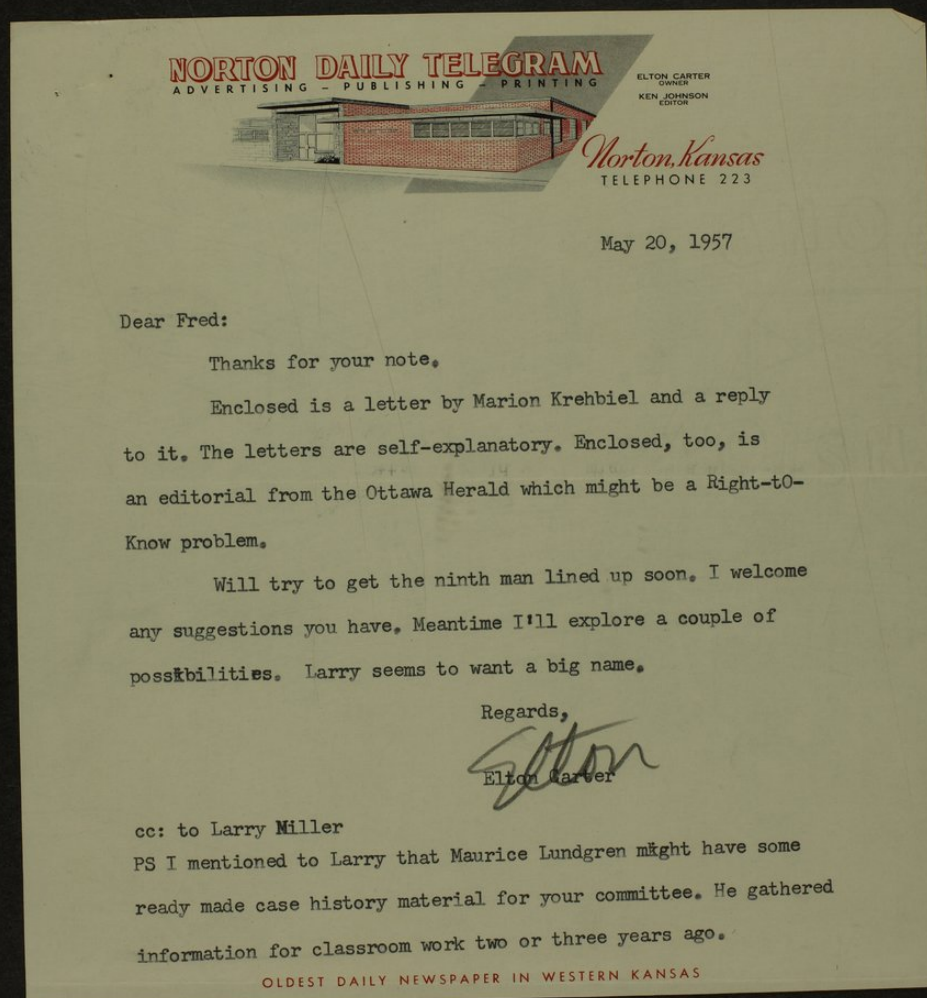 NORTON DAILY TELEGRAM
ADVERTISING – PUBLISHING – PRINTING
ELTON CARTER
OWNER
KEN JOHNSON
EDITOR
Norton, Kansas
TELEPHONE 223
May 20, 1957
Dear Fred:
Thanks for your note.
Enclosed is a letter by Marion Krehbiel and a reply
to it. The letters are self-explanatory. Enclosed, too, is
an editorial from the Ottawa Herald which might be a Right-tO-
Know problem.
Will try to get the ninth man lined up soon. I welcome
any suggestions you have. Meantime I'll explore a couple of
possibilities. Larry seems to want a big name.
Regards,
Elton
Elton Carter
cc: to Larry Miller
PS I mentioned to Larry that Maurice Lundgren might have some
ready made case history material for your committee. He gathered
information for classroom work two or three years ago.
OLDEST DAILY NEWSPAPER IN WESTERN KANSAS